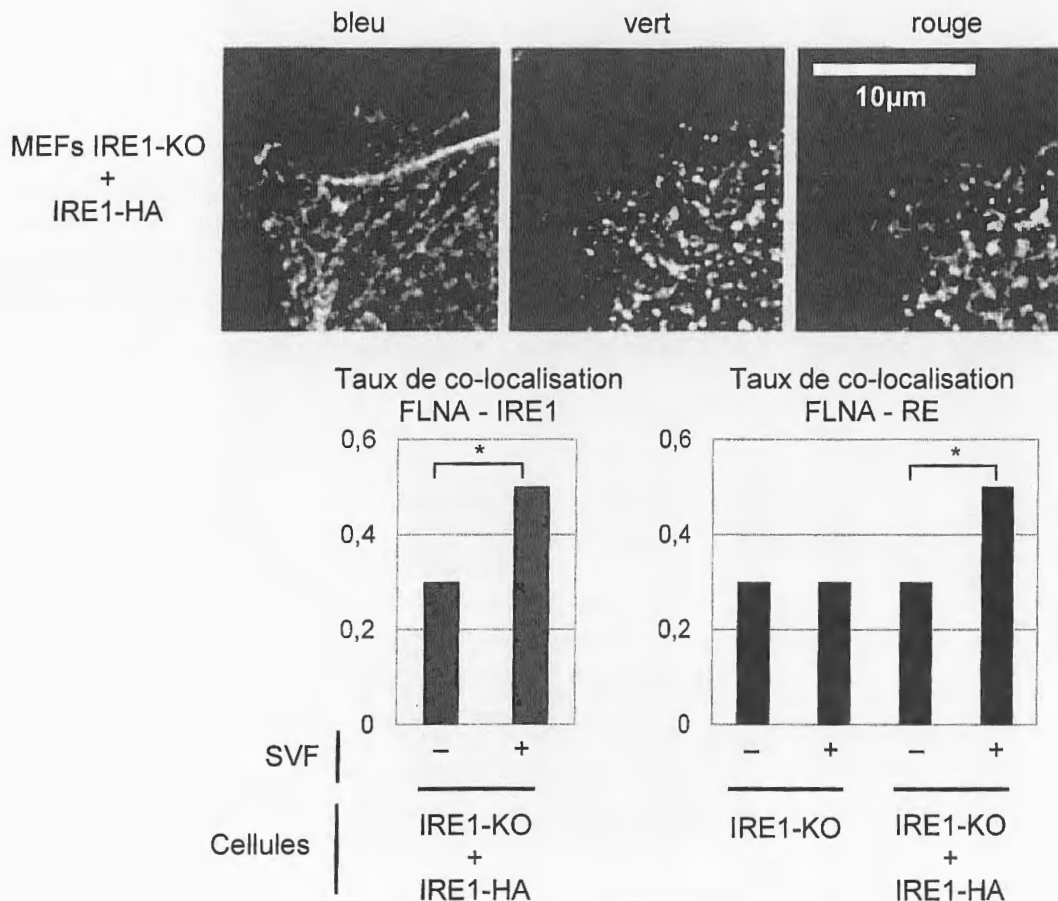 bleu vert rouge
10µm
MEFs IRE1-KO
+
IRE1-HA
Taux de co-localisation
FLNA - IRE1
Taux de co-localisation
FLNA - RE
0,6
*
0,4
0,2
0
0,6
*
0,4
0,2
0
SVF
– +
– + – +
Cellules
IRE1-KO
+
IRE1-HA
IRE1-KO
IRE1-KO
+
IRE1-HA